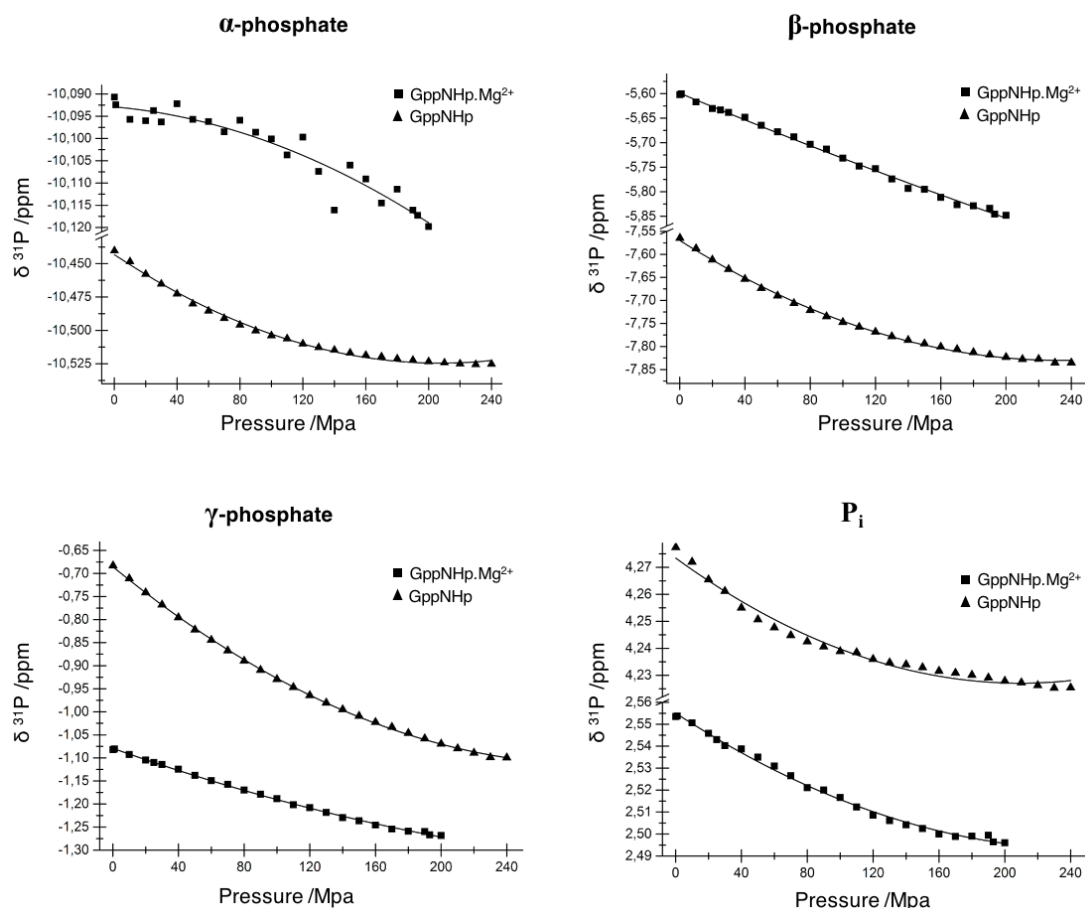 α-phosphate
-10,090
-10,095
-10,100
-10,105
-10,110
-10,115
-10,120
-10,450
-10,475
-10,500
-10,525
δ ³¹P /ppm
GppNHp.Mg²⁺
GppNHp
0 40 80 120 160 200 240
Pressure /Mpa
β-phosphate
-5,60
-5,65
-5,70
-5,75
-5,80
-5,85
-7,55
-7,60
-7,65
-7,70
-7,75
-7,80
-7,85
δ ³¹P /ppm
GppNHp.Mg²⁺
GppNHp
0 40 80 120 160 200 240
Pressure /Mpa
γ-phosphate
-0,65
-0,70
-0,75
-0,80
-0,85
-0,90
-0,95
-1,00
-1,05
-1,10
-1,15
-1,20
-1,25
-1,30
δ ³¹P /ppm
GppNHp.Mg²⁺
GppNHp
0 40 80 120 160 200 240
Pressure /Mpa
Pᵢ
4,27
4,26
4,25
4,24
4,23
2,56
2,55
2,54
2,53
2,52
2,51
2,50
2,49
δ ³¹P /ppm
GppNHp.Mg²⁺
GppNHp
0 40 80 120 160 200 240
Pressure /Mpa